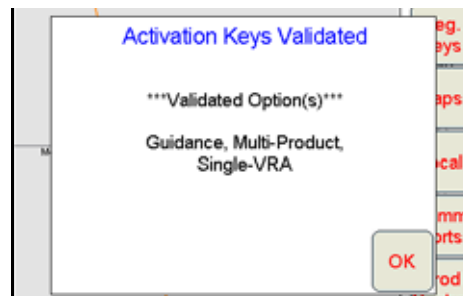 Activation Keys Validated
***Validated Option(s)***
Guidance, Multi-Product,
Single-VRA
OK